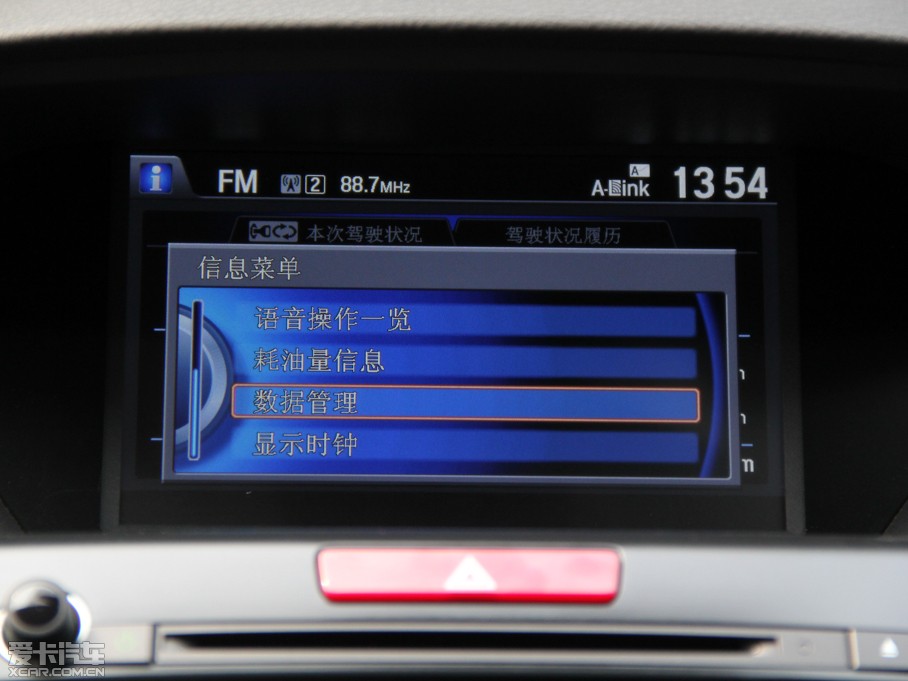 i FM 2 88.7MHz A-Link A 13 54
本次驾驶状况 驾驶状况履历
信息菜单
语音操作一览
耗油量信息
数据管理
显示时钟
m
爱卡汽车
XCAR.COM.CN